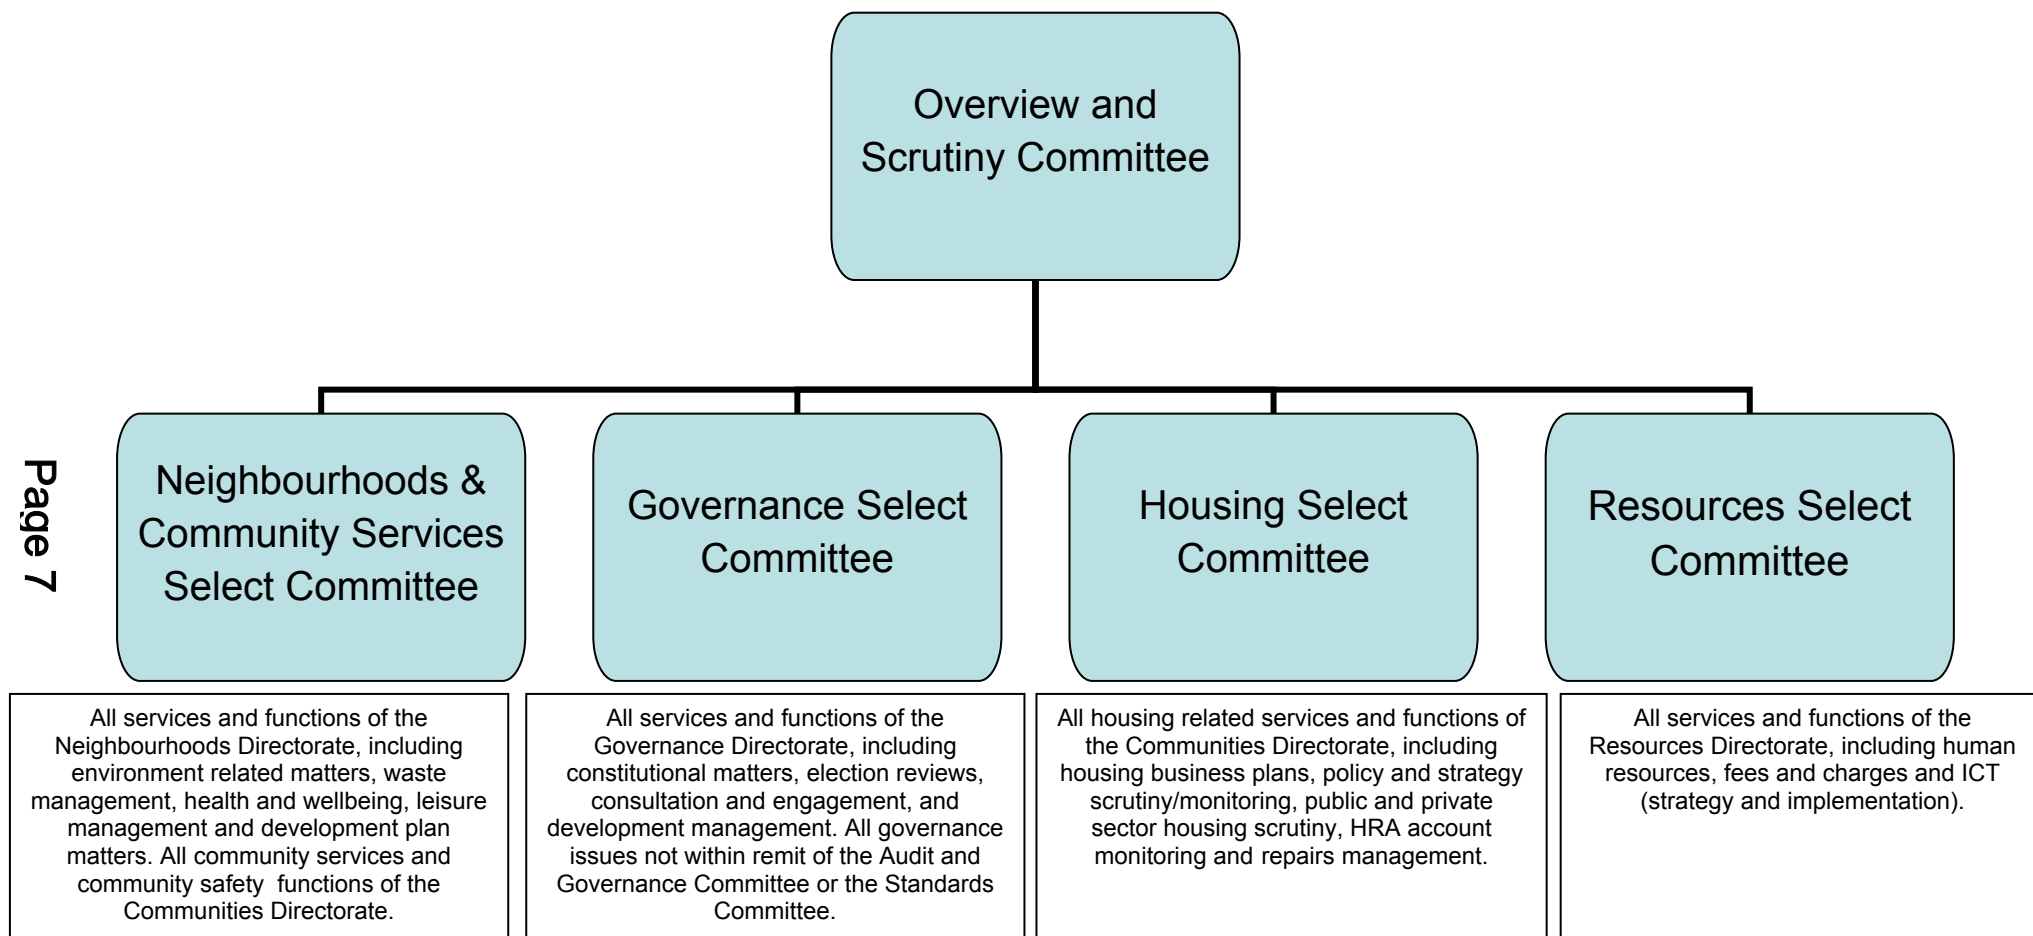 Overview and
Scrutiny Committee
Page 7
Neighbourhoods &
Community Services
Select Committee
Governance Select
Committee
Housing Select
Committee
Resources Select
Committee
All services and functions of the
Neighbourhoods Directorate, including
environment related matters, waste
management, health and wellbeing, leisure
management and development plan
matters. All community services and
community safety  functions of the
Communities Directorate.
All services and functions of the
Governance Directorate, including
constitutional matters, election reviews,
consultation and engagement, and
development management. All governance
issues not within remit of the Audit and
Governance Committee or the Standards
Committee.
All housing related services and functions of
the Communities Directorate, including
housing business plans, policy and strategy
scrutiny/monitoring, public and private
sector housing scrutiny, HRA account
monitoring and repairs management.
All services and functions of the
Resources Directorate, including human
resources, fees and charges and ICT
(strategy and implementation).